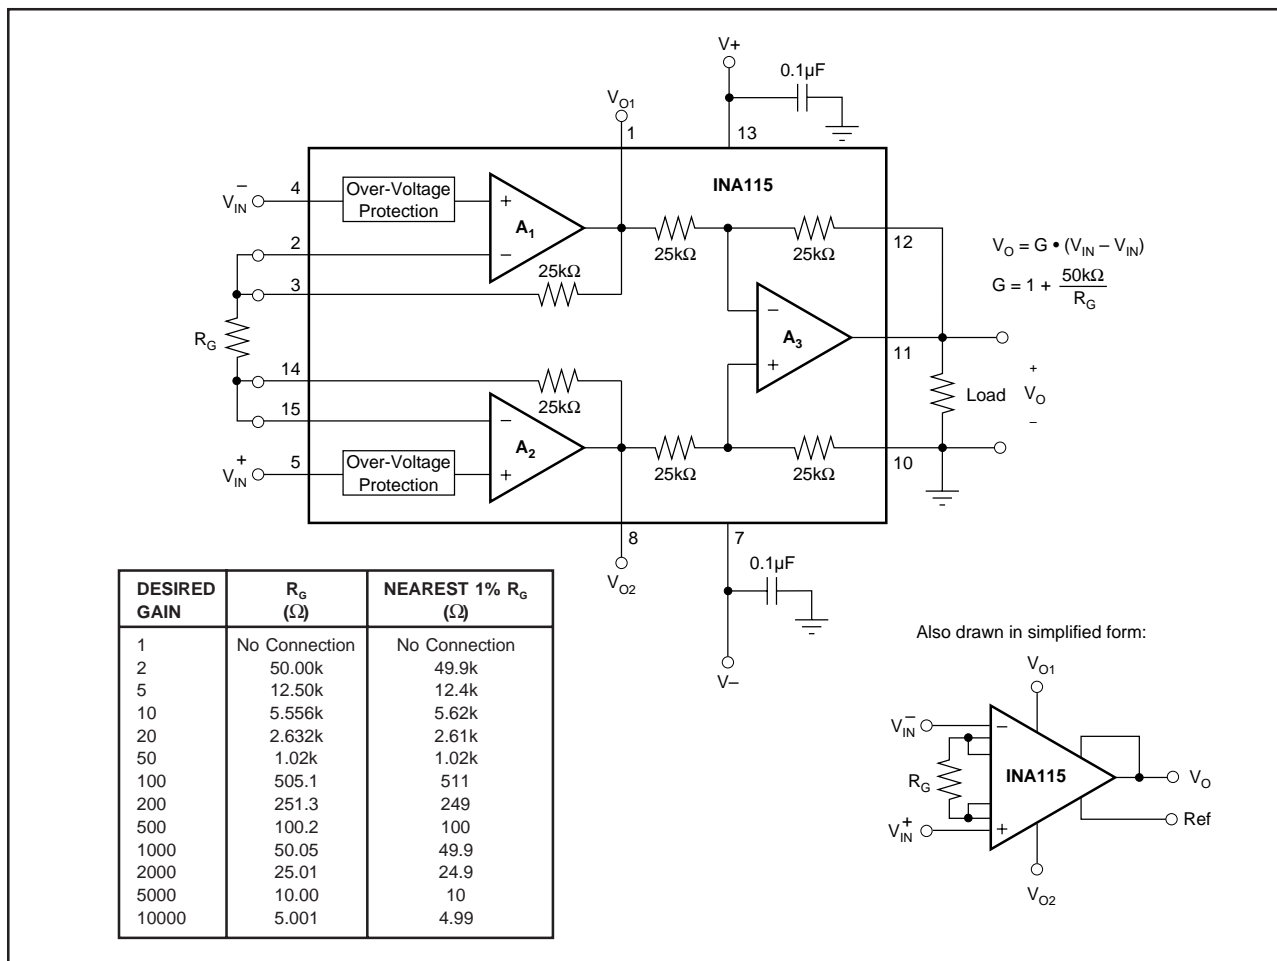 V+
0.1µF
V_O1
1
13
INA115
V_IN^–
4
Over-Voltage
Protection
+
A_1
–
2
3
25kΩ
25kΩ
25kΩ
12
V_O = G • (V_IN – V_IN)
G = 1 + 50kΩ / R_G
R_G
–
A_3
+
11
+
Load
V_O
–
14
15
25kΩ
–
A_2
+
V_IN^+
5
Over-Voltage
Protection
25kΩ
25kΩ
10
8
7
V_O2
0.1µF
V–
DESIRED GAIN | R_G (Ω) | NEAREST 1% R_G (Ω)
1 | No Connection | No Connection
2 | 50.00k | 49.9k
5 | 12.50k | 12.4k
10 | 5.556k | 5.62k
20 | 2.632k | 2.61k
50 | 1.02k | 1.02k
100 | 505.1 | 511
200 | 251.3 | 249
500 | 100.2 | 100
1000 | 50.05 | 49.9
2000 | 25.01 | 24.9
5000 | 10.00 | 10
10000 | 5.001 | 4.99
Also drawn in simplified form:
V_O1
V_IN^–
–
R_G
INA115
V_O
V_IN^+
+
Ref
V_O2